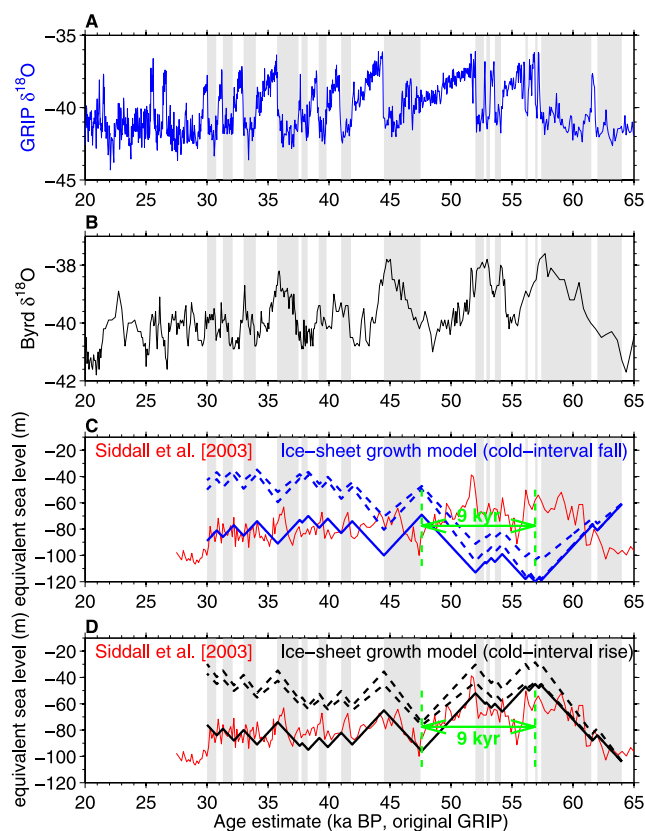 A
−35
−40
−45
GRIP δ18O
20 25 30 35 40 45 50 55 60 65
B
−38
−40
−42
Byrd δ18O
20 25 30 35 40 45 50 55 60 65
C
Siddall et al. [2003] Ice−sheet growth model (cold−interval fall)
−20
−40
−60
−80
−100
−120
9 kyr
equivalent sea level (m)
20 25 30 35 40 45 50 55 60 65
D
Siddall et al. [2003] Ice−sheet growth model (cold−interval rise)
−20
−40
−60
−80
−100
−120
9 kyr
equivalent sea level (m)
20 25 30 35 40 45 50 55 60 65
Age estimate (ka BP, original GRIP)